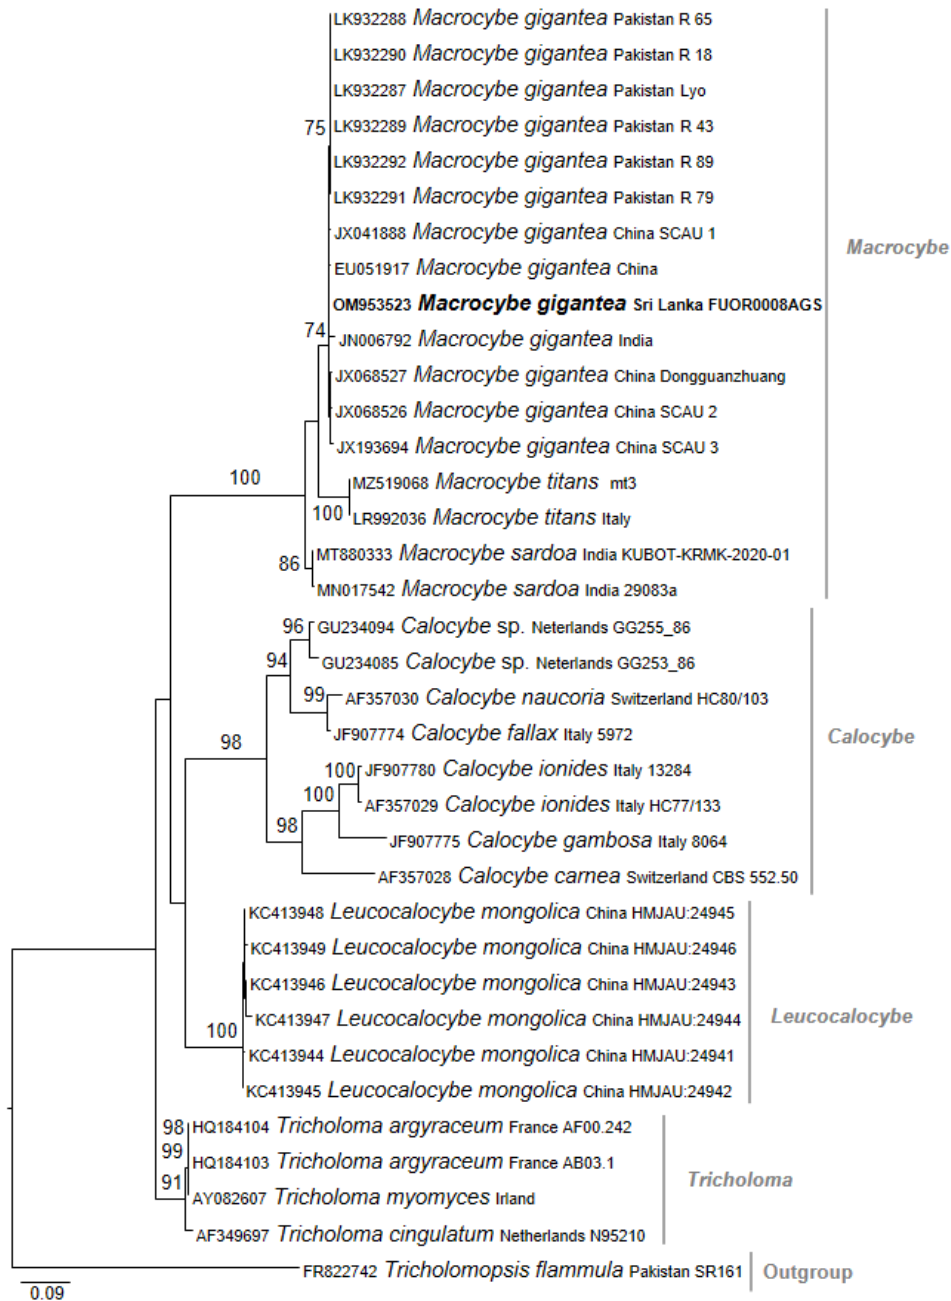 LK932288 Macrocybe gigantea Pakistan R 65
LK932290 Macrocybe gigantea Pakistan R 18
LK932287 Macrocybe gigantea Pakistan Lyo
75
LK932289 Macrocybe gigantea Pakistan R 43
LK932292 Macrocybe gigantea Pakistan R 89
LK932291 Macrocybe gigantea Pakistan R 79
JX041888 Macrocybe gigantea China SCAU 1
Macrocybe
EU051917 Macrocybe gigantea China
OM953523 Macrocybe gigantea Sri Lanka FUOR0008AGS
74
JN006792 Macrocybe gigantea India
JX068527 Macrocybe gigantea China Dongguanzhuang
JX068526 Macrocybe gigantea China SCAU 2
JX193694 Macrocybe gigantea China SCAU 3
100
MZ519068 Macrocybe titans mt3
100
LR992036 Macrocybe titans Italy
MT880333 Macrocybe sardoa India KUBOT-KRMK-2020-01
86
MN017542 Macrocybe sardoa India 29083a
96
GU234094 Calocybe sp. Neterlands GG255_86
94
GU234085 Calocybe sp. Neterlands GG253_86
99
AF357030 Calocybe naucoria Switzerland HC80/103
JF907774 Calocybe fallax Italy 5972
Calocybe
98
100
JF907780 Calocybe ionides Italy 13284
100
AF357029 Calocybe ionides Italy HC77/133
98
JF907775 Calocybe gambosa Italy 8064
AF357028 Calocybe carnea Switzerland CBS 552.50
KC413948 Leucocalocybe mongolica China HMJAU:24945
KC413949 Leucocalocybe mongolica China HMJAU:24946
KC413946 Leucocalocybe mongolica China HMJAU:24943
KC413947 Leucocalocybe mongolica China HMJAU:24944
Leucocalocybe
100
KC413944 Leucocalocybe mongolica China HMJAU:24941
KC413945 Leucocalocybe mongolica China HMJAU:24942
98
HQ184104 Tricholoma argyraceum France AF00.242
99
HQ184103 Tricholoma argyraceum France AB03.1
Tricholoma
91
AY082607 Tricholoma myomyces Irland
AF349697 Tricholoma cingulatum Netherlands N95210
FR822742 Tricholomopsis flammula Pakistan SR161
Outgroup
0.09